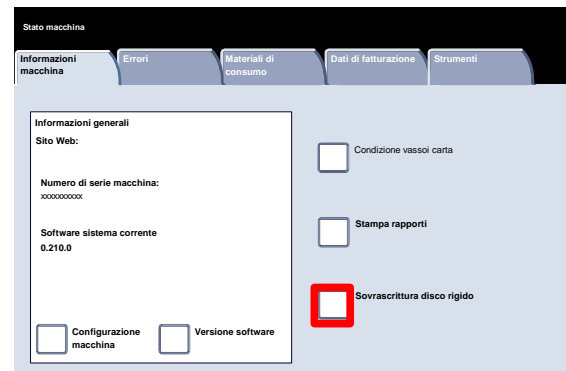 Stato macchina
Informazioni macchina
Errori
Materiali di consumo
Dati di fatturazione
Strumenti
Informazioni generali
Sito Web:
Numero di serie macchina:
xxxxxxxxxx
Software sistema corrente
0.210.0
Configurazione macchina
Versione software
Condizione vassoi carta
Stampa rapporti
Sovrascrittura disco rigido